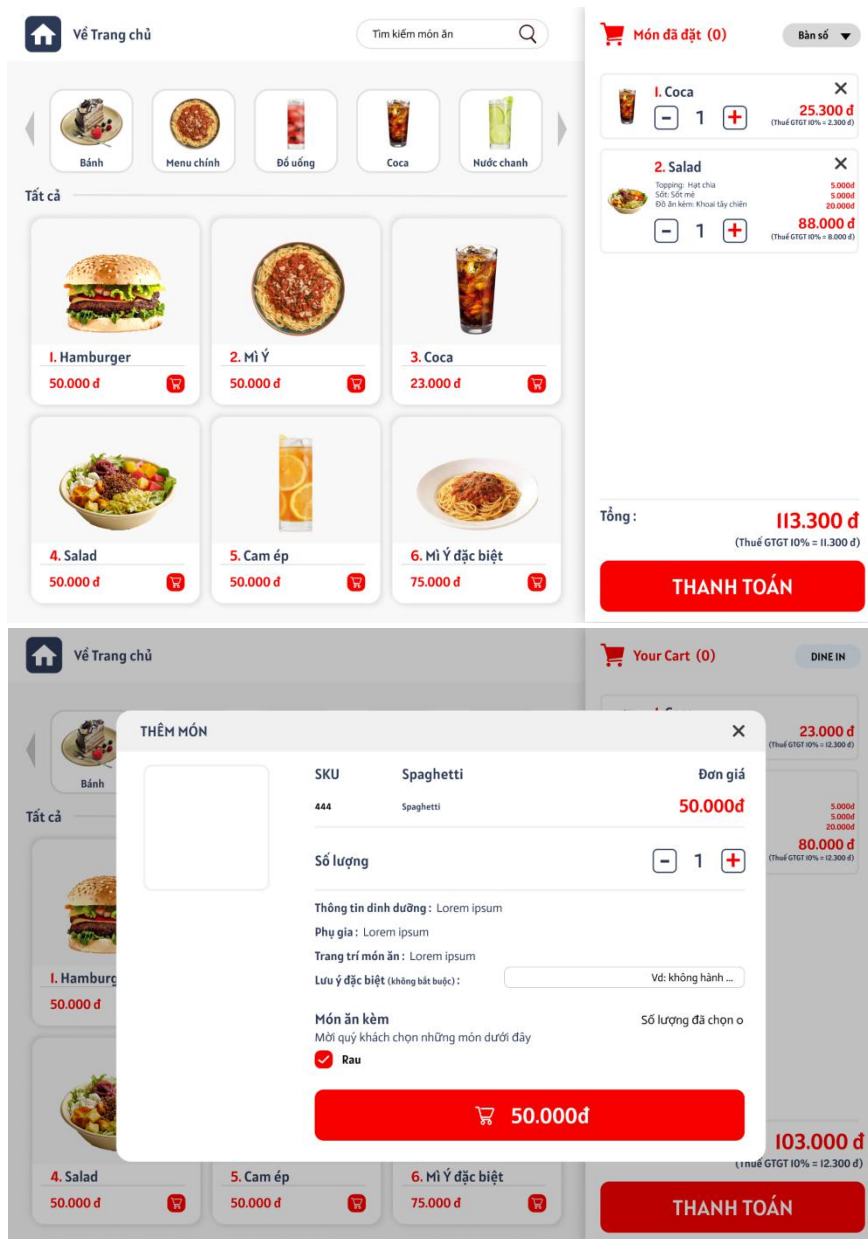 Về Trang chủ
Tìm kiếm món ăn
Món đã đặt (0)
Bàn số
Bánh
Menu chính
Đồ uống
Coca
Nước chanh
Tất cả
1. Hamburger
50.000 đ
2. Mì Ý
50.000 đ
3. Coca
23.000 đ
4. Salad
50.000 đ
5. Cam ép
50.000 đ
6. Mì Ý đặc biệt
75.000 đ
1. Coca
- 1 +
25.300 đ
(Thuế GTGT 10% = 2.300 đ)
2. Salad
Topping: Hạt chia 5.000đ
Sốt: Sốt mè 5.000đ
Đồ ăn kèm: Khoai tây chiên 20.000đ
- 1 +
88.000 đ
(Thuế GTGT 10% = 8.000 đ)
Tổng : 113.300 đ
(Thuế GTGT 10% = 11.300 đ)
THANH TOÁN
Về Trang chủ
Your Cart (0)
DINE IN
Bánh
Tất cả
1. Hamburg
50.000 đ
4. Salad
50.000 đ
5. Cam ép
50.000 đ
6. Mì Ý đặc biệt
75.000 đ
THÊM MÓN
SKU Spaghetti Đơn giá
444 Spaghetti 50.000đ
Số lượng - 1 +
Thông tin dinh dưỡng : Lorem ipsum
Phụ gia : Lorem ipsum
Trang trí món ăn : Lorem ipsum
Lưu ý đặc biệt (không bắt buộc) : Vd: không hành ...
Món ăn kèm Số lượng đã chọn 0
Mời quý khách chọn những món dưới đây
Rau
50.000đ
23.000 đ
(Thuế GTGT 10% = 12.300 đ)
5.000đ
5.000đ
20.000đ
80.000 đ
(Thuế GTGT 10% = 12.300 đ)
103.000 đ
(Thuế GTGT 10% = 12.300 đ)
THANH TOÁN